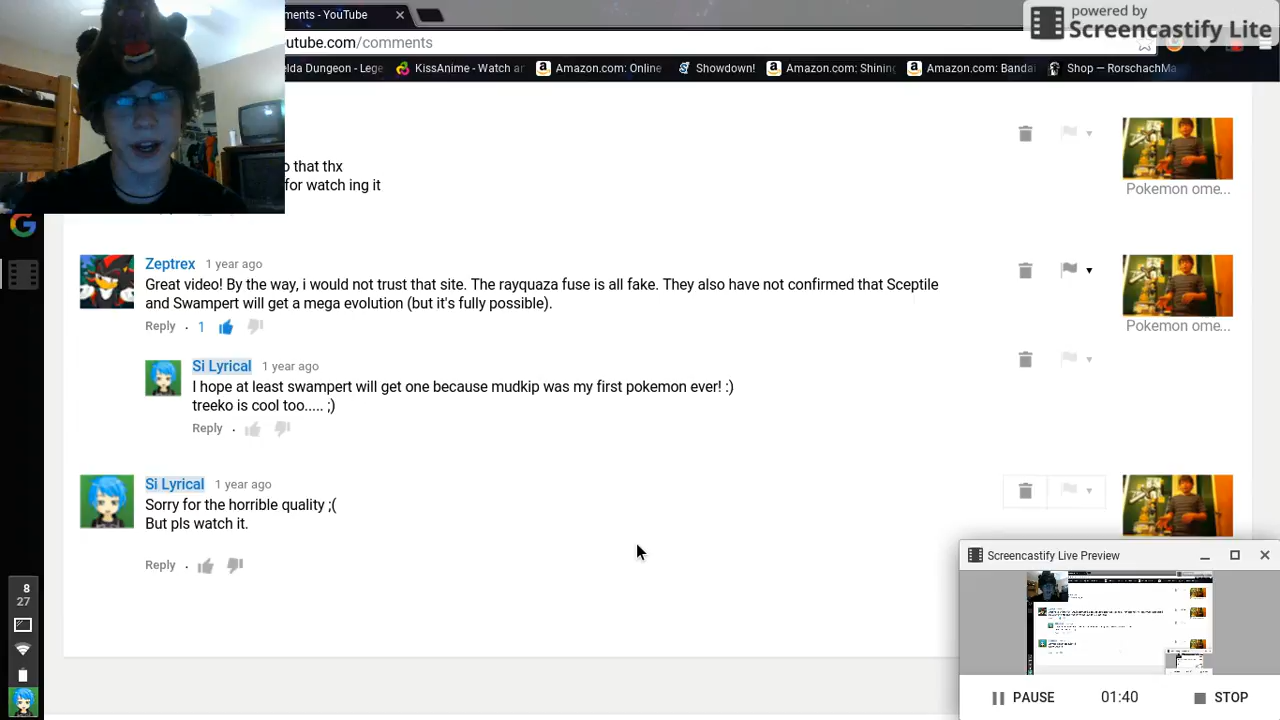 ments - YouTube
powered by
Screencastify Lite
utube.com/comments
elda Dungeon - Lege
KissAnime - Watch an
Amazon.com: Online
Showdown!
Amazon.com: Shining
Amazon.com: Bandai
Shop — RorschachMa
o that thx
for watch ing it
Pokemon ome...
Zeptrex 1 year ago
Great video! By the way, i would not trust that site. The rayquaza fuse is all fake. They also have not confirmed that Sceptile
and Swampert will get a mega evolution (but it's fully possible).
Reply . 1
Pokemon ome...
Si Lyrical 1 year ago
I hope at least swampert will get one because mudkip was my first pokemon ever! :)
treeko is cool too..... ;)
Reply .
Si Lyrical 1 year ago
Sorry for the horrible quality ;(
But pls watch it.
Reply .
Screencastify Live Preview
PAUSE 01:40 STOP
8
27